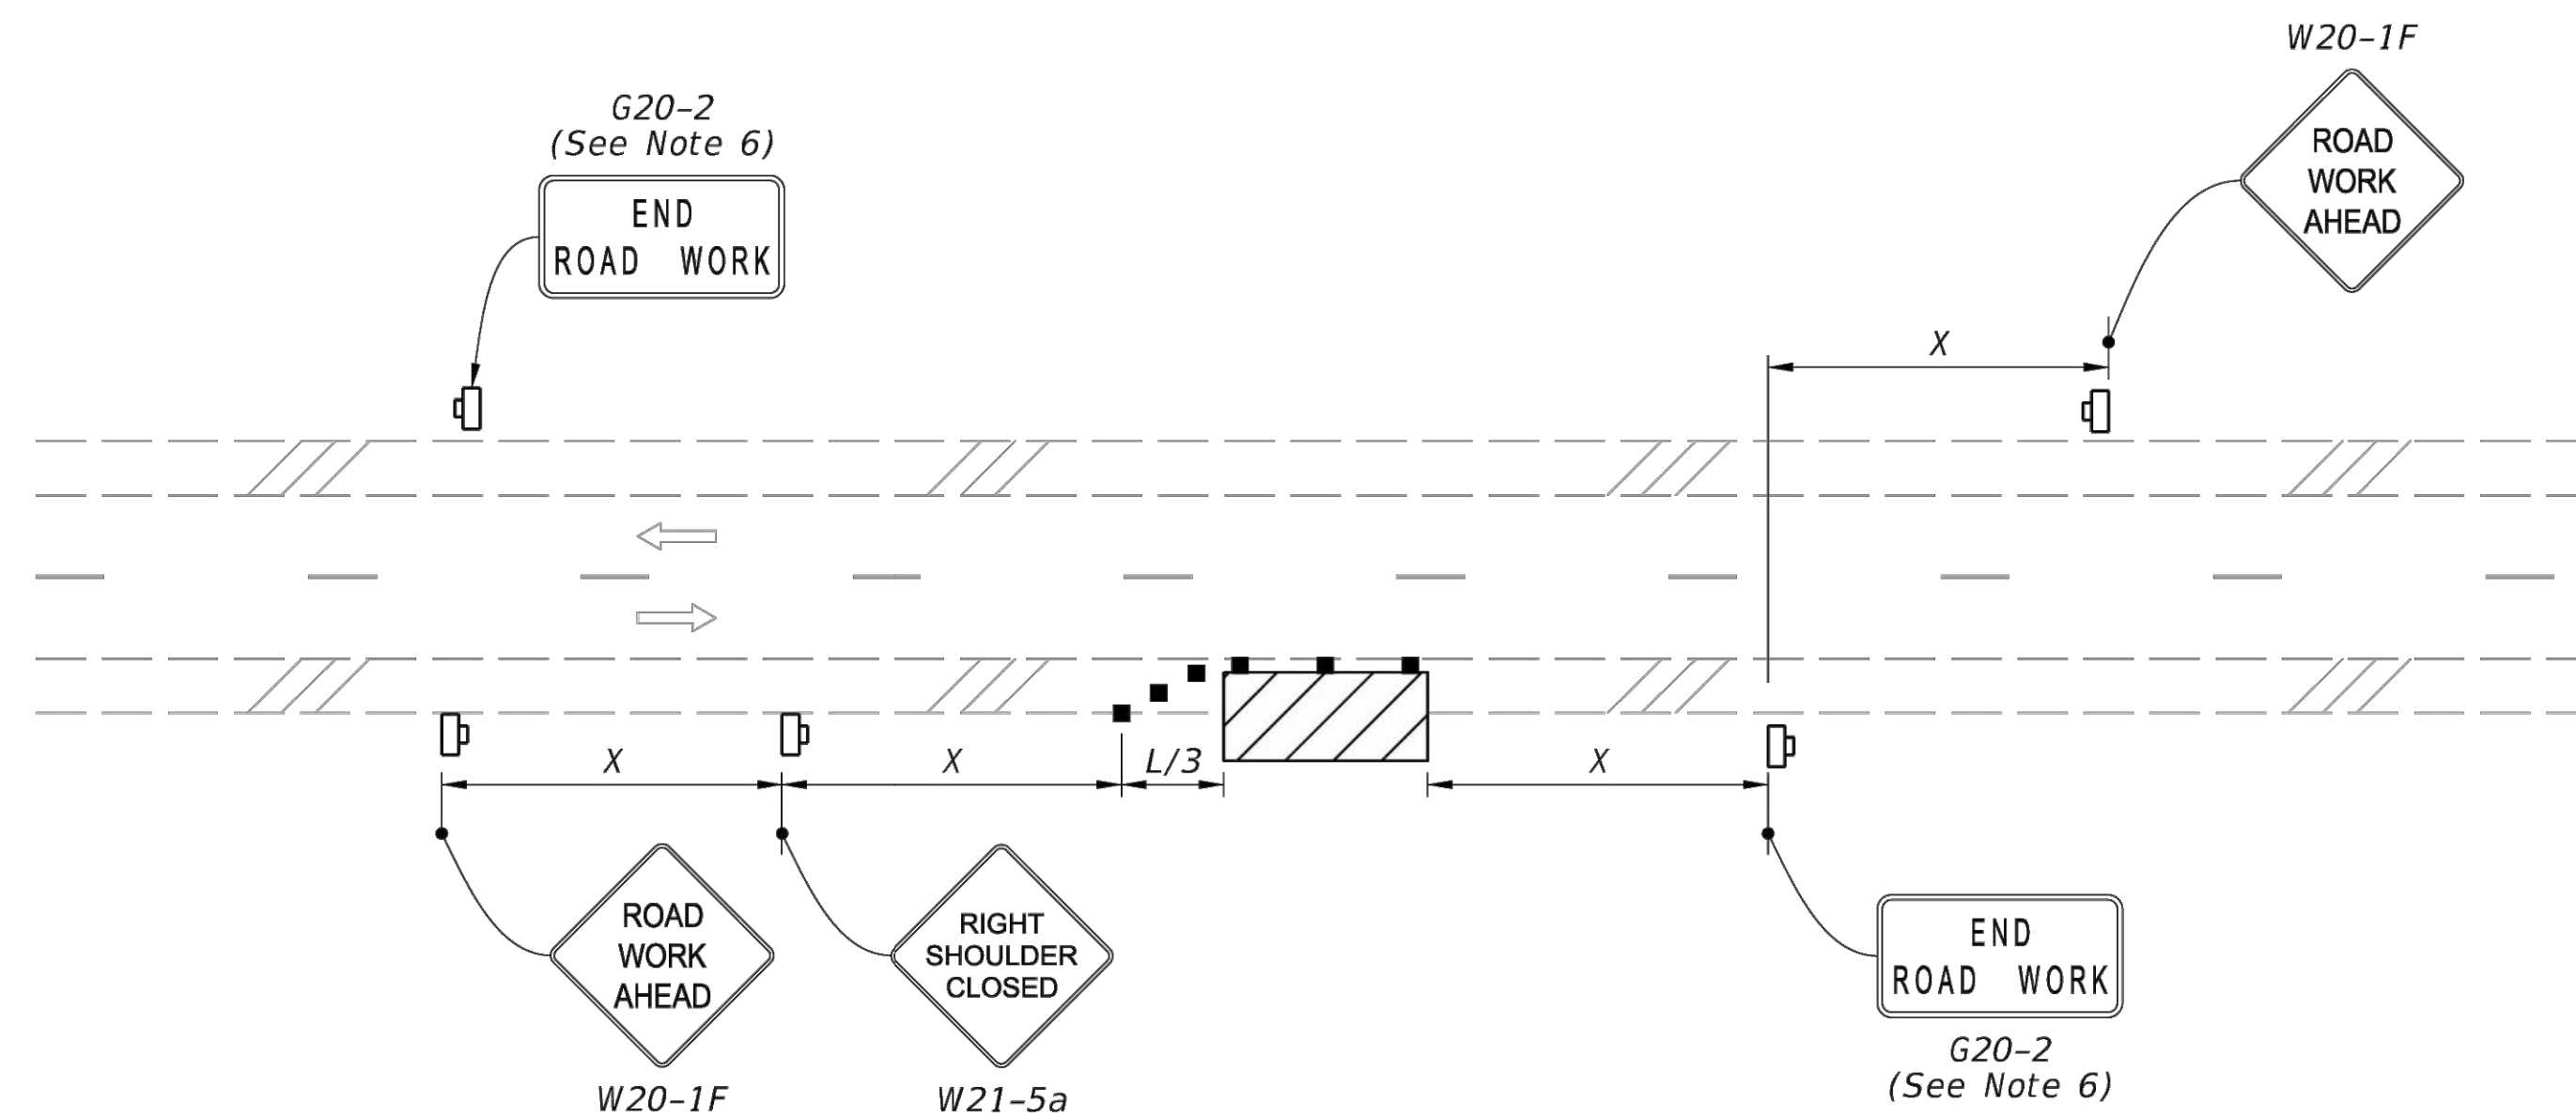 W20-1F
ROAD
WORK
AHEAD
G20-2
(See Note 6)
END
ROAD WORK
X
X
X
L/3
X
ROAD
WORK
AHEAD
W20-1F
RIGHT
SHOULDER
CLOSED
W21-5a
END
ROAD WORK
G20-2
(See Note 6)